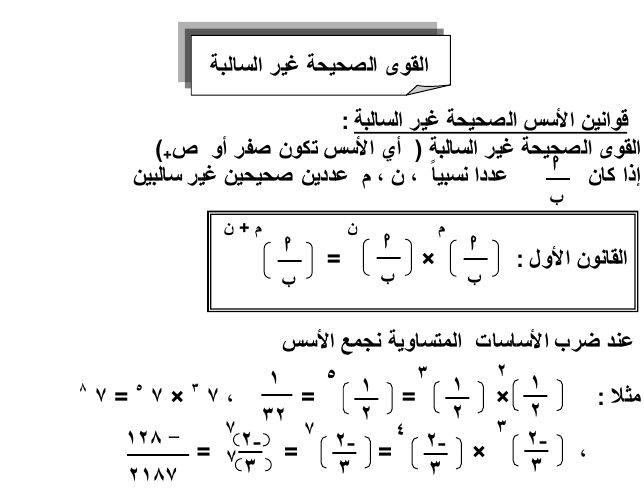 القوى الصحيحة غير السالبة
قوانين الأسس الصحيحة غير السالبة :
القوى الصحيحة غير السالبة ( أي الأسس تكون صفر أو ص+)
إذا كان م/ب عددا نسبياً ، ن ، م عددين صحيحين غير سالبين
القانون الأول : (م/ب)^م × (م/ب)^ن = (م/ب)^م + ن
عند ضرب الأساسات المتساوية نجمع الأسس
مثلا : (١/٢)^٢ × (١/٢)^٣ = (١/٢)^٥ = ١/٣٢ ، ٧^٣ × ٧^٥ = ٧^٨
، (-٢/٣)^٣ × (-٢/٣)^٤ = (-٢/٣)^٧ = (-٢)^٧/(٣)^٧ = -١٢٨/٢١٨٧